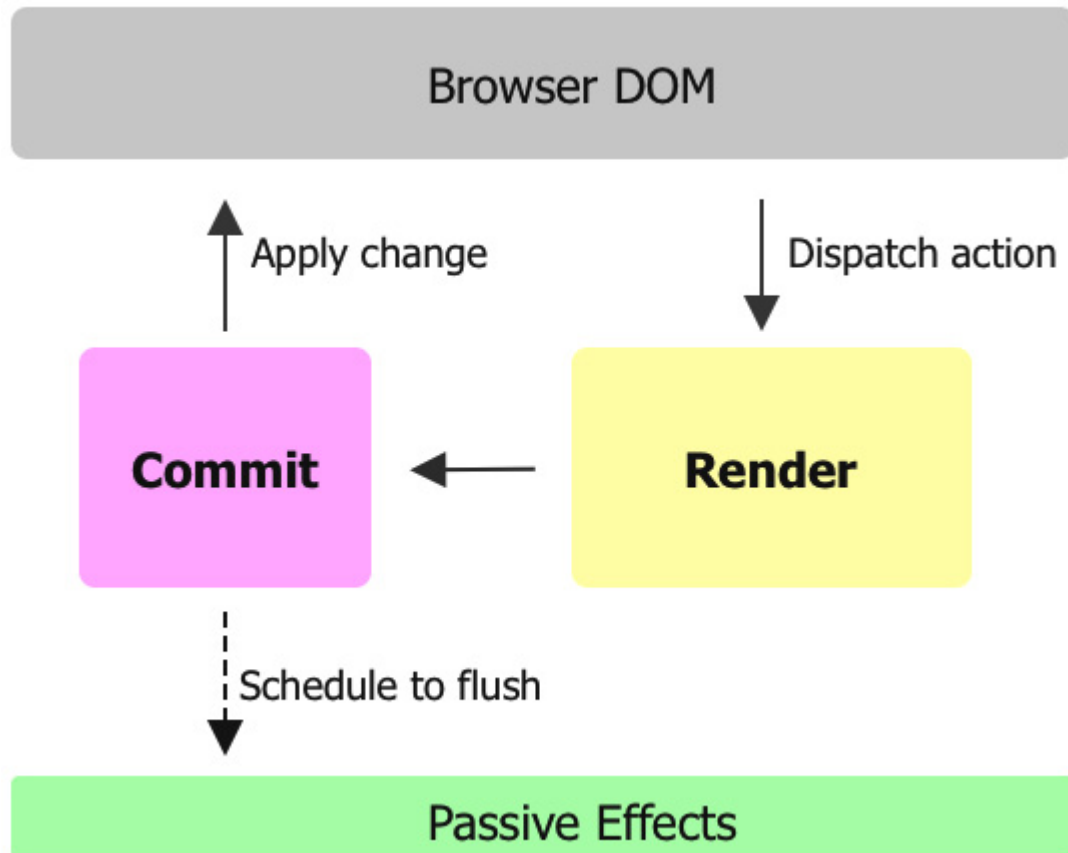 Browser DOM
Apply change
Dispatch action
Commit
Render
Schedule to flush
Passive Effects